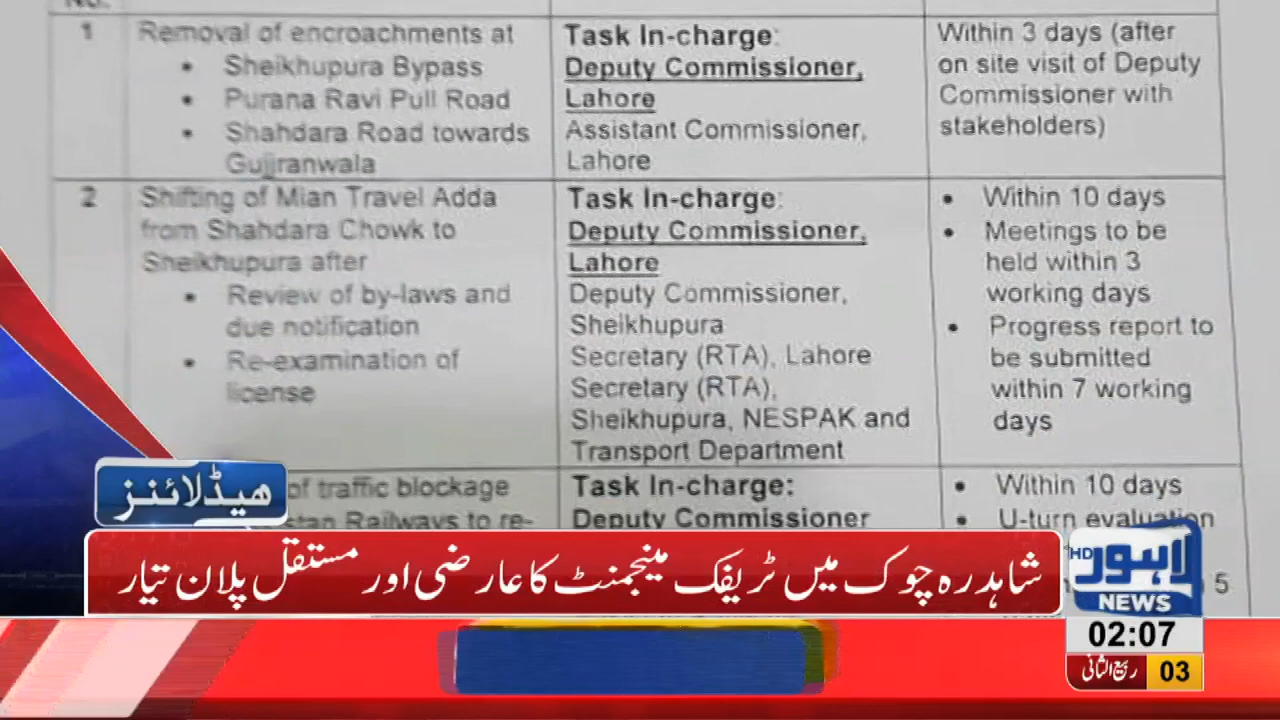 No.
1
Removal of encroachments at
• Sheikhupura Bypass
• Purana Ravi Pull Road
• Shahdara Road towards
Gujjranwala
Task In-charge:
Deputy Commissioner,
Lahore
Assistant Commissioner,
Lahore
Within 3 days (after
on site visit of Deputy
Commissioner with
stakeholders)
2
Shifting of Mian Travel Adda
from Shahdara Chowk to
Sheikhupura after
• Review of by-laws and
due notification
• Re-examination of
license
Task In-charge:
Deputy Commissioner,
Lahore
Deputy Commissioner,
Sheikhupura
Secretary (RTA), Lahore
Secretary (RTA),
Sheikhupura, NESPAK and
Transport Department
• Within 10 days
• Meetings to be
held within 3
working days
• Progress report to
be submitted
within 7 working
days
of traffic blockage
Railways to re-
Task In-charge:
Deputy Commissioner
• Within 10 days
• U-turn evaluation
5
ہیڈلائنز
شاہدرہ چوک میں ٹریفک مینجمنٹ کا عارضی اور مستقل پلان تیار
HD
لاہور
NEWS
02:07
ربیع الثانی 03